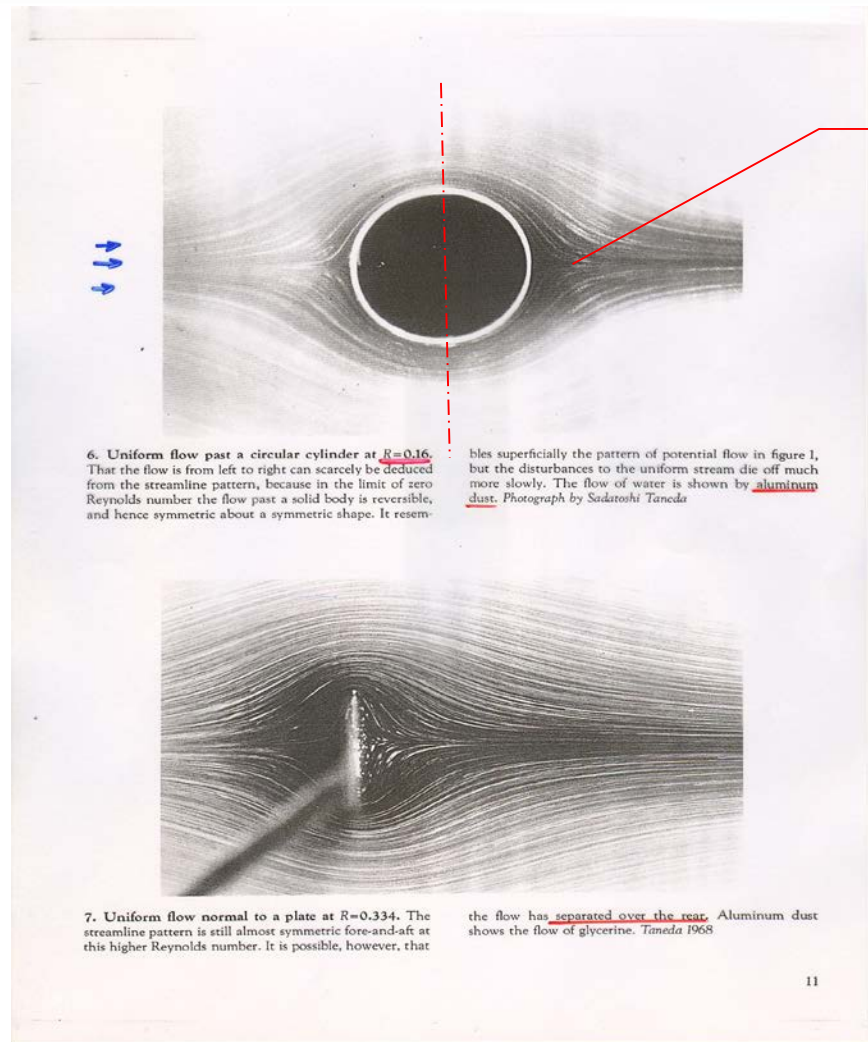 6. Uniform flow past a circular cylinder at R=0.16.
That the flow is from left to right can scarcely be deduced
from the streamline pattern, because in the limit of zero
Reynolds number the flow past a solid body is reversible,
and hence symmetric about a symmetric shape. It resem-
bles superficially the pattern of potential flow in figure 1,
but the disturbances to the uniform stream die off much
more slowly. The flow of water is shown by aluminum
dust. Photograph by Sadatoshi Taneda
7. Uniform flow normal to a plate at R=0.334. The
streamline pattern is still almost symmetric fore-and-aft at
this higher Reynolds number. It is possible, however, that
the flow has separated over the rear. Aluminum dust
shows the flow of glycerine. Taneda 1968
11